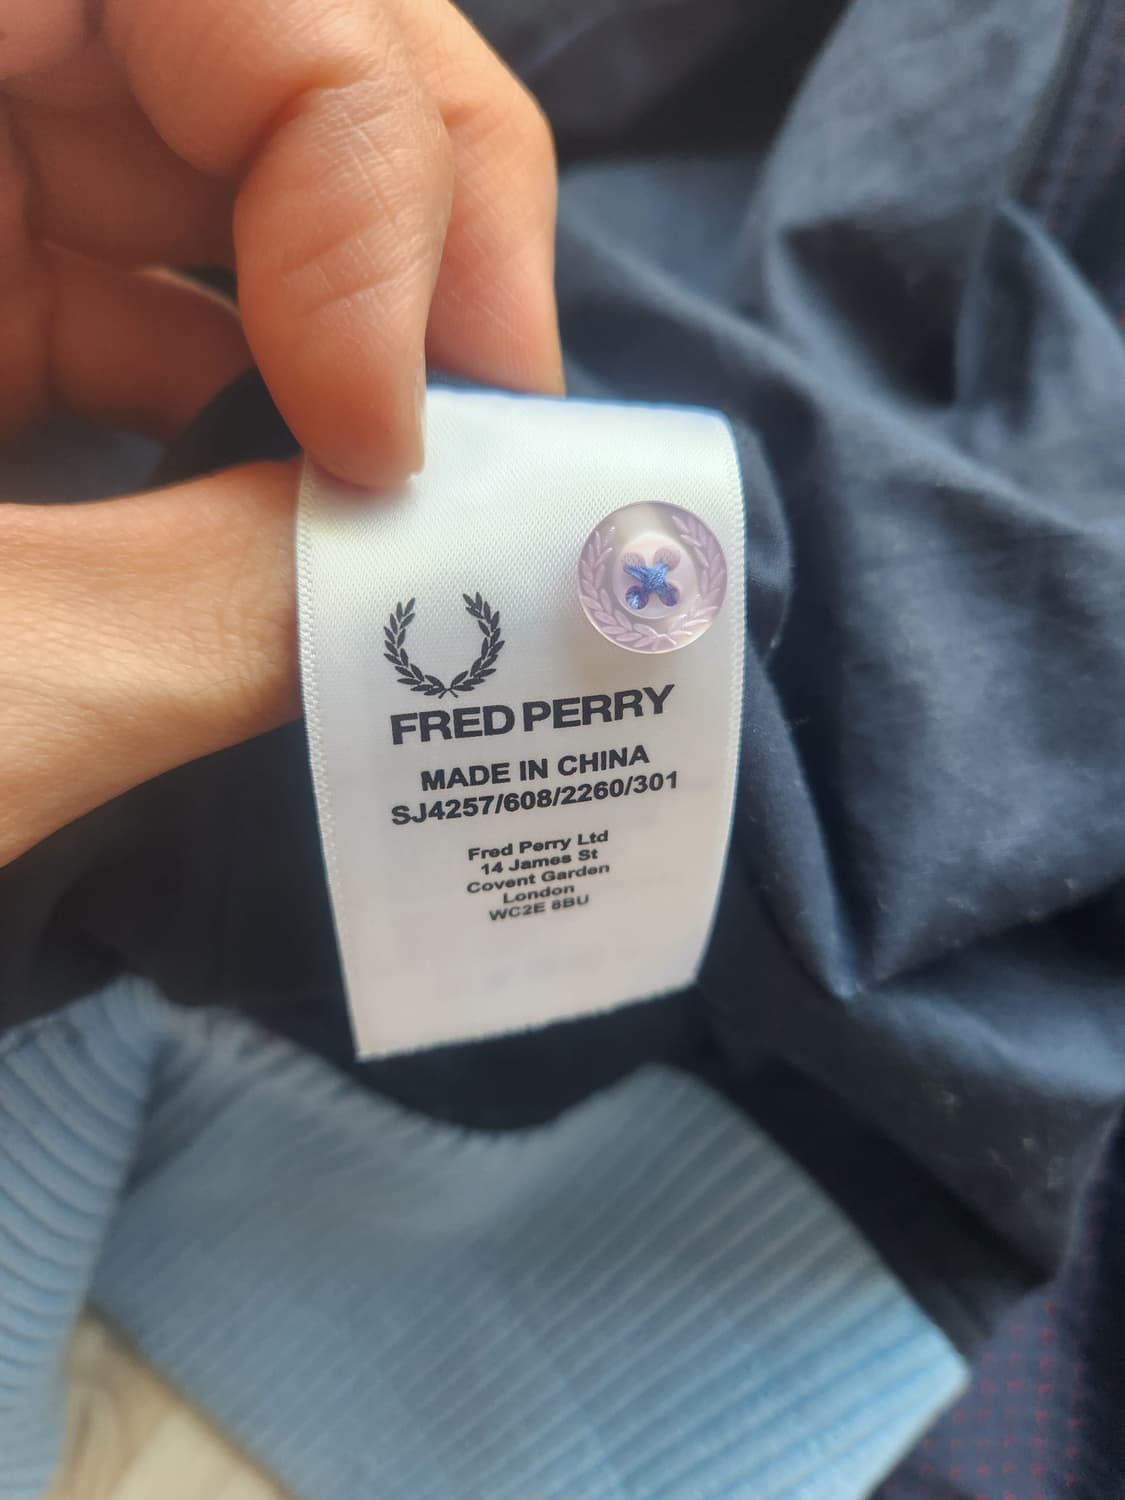 FRED PERRY
MADE IN CHINA
SJ4257/608/2260/301
Fred Perry Ltd
14 James St
Covent Garden
London
WC2E 8BU